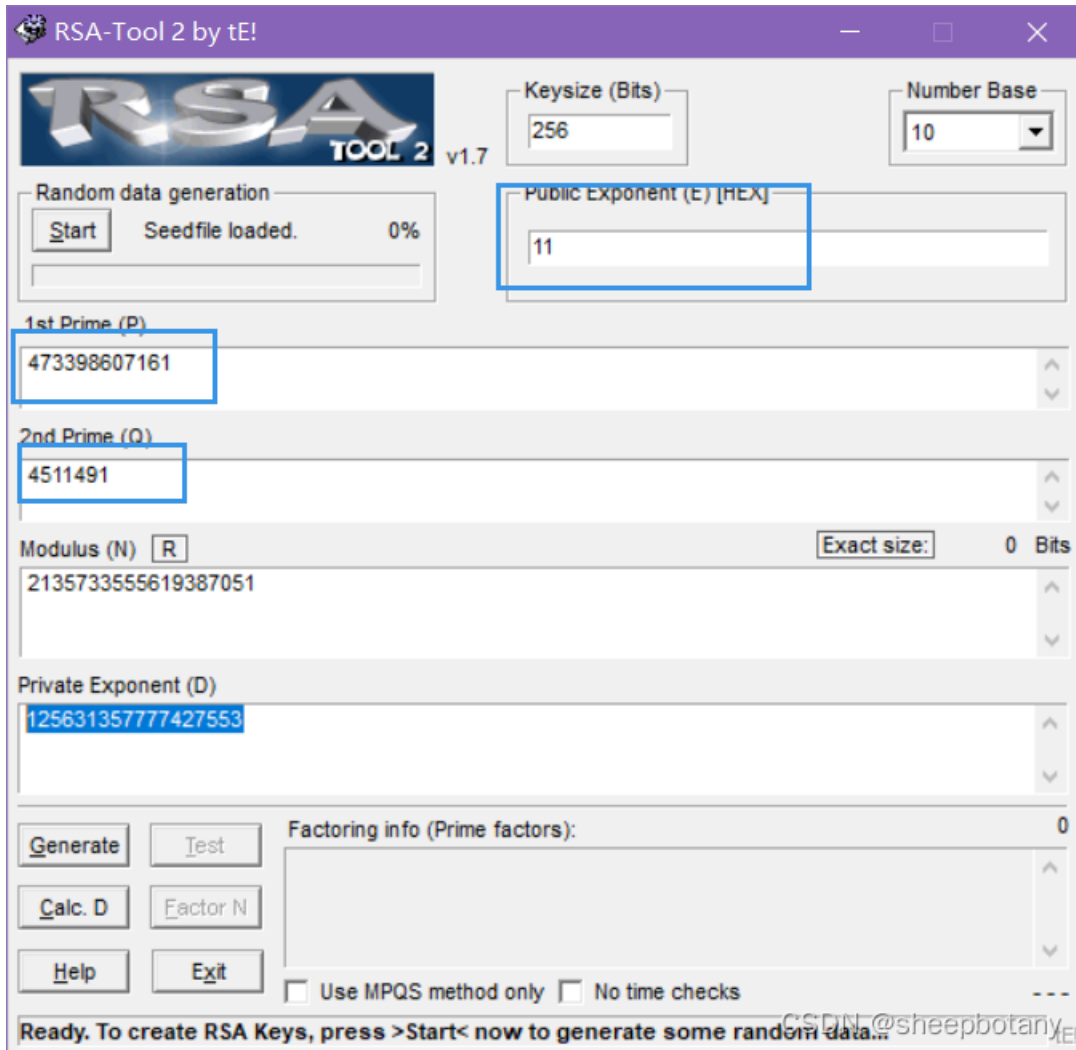 RSA-Tool 2 by tE!
RSA
TOOL 2
v1.7
Keysize (Bits)
256
Number Base
10
Random data generation
Start
Seedfile loaded.
0%
Public Exponent (E) [HEX]
11
1st Prime (P)
473398607161
2nd Prime (Q)
4511491
Modulus (N)
R
Exact size:
0
Bits
2135733555619387051
Private Exponent (D)
125631357777427553
Generate
Test
Factoring info (Prime factors):
0
Calc. D
Factor N
Help
Exit
Use MPQS method only
No time checks
---
Ready. To create RSA Keys, press >Start< now to generate some random data...
CSDN @sheepbotany